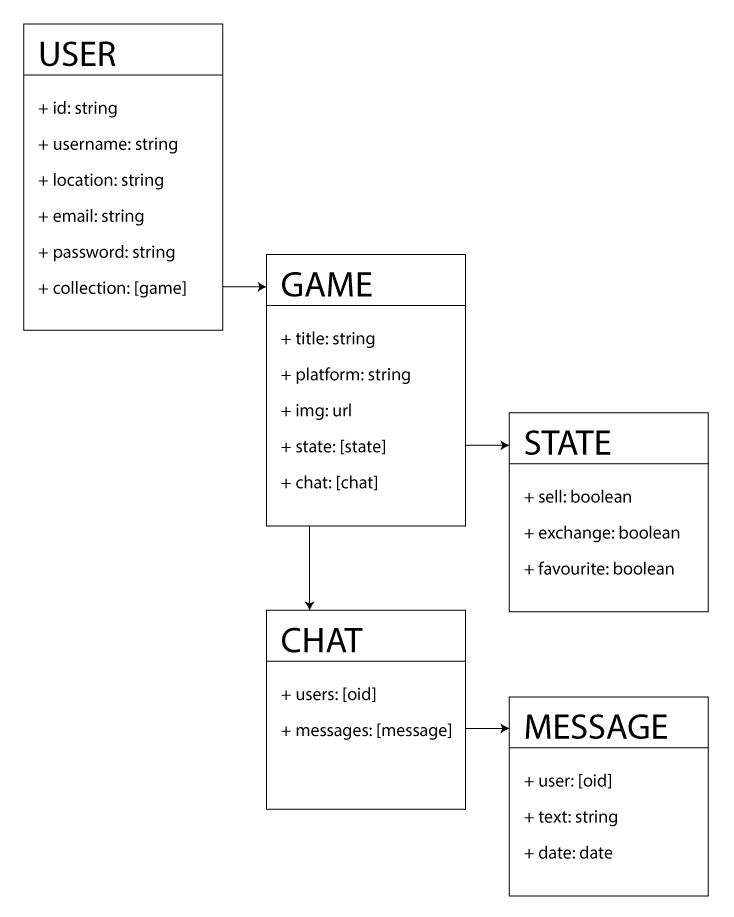 USER
+ id: string
+ username: string
+ location: string
+ email: string
+ password: string
+ collection: [game]
GAME
+ title: string
+ platform: string
+ img: url
+ state: [state]
+ chat: [chat]
STATE
+ sell: boolean
+ exchange: boolean
+ favourite: boolean
CHAT
+ users: [oid]
+ messages: [message]
MESSAGE
+ user: [oid]
+ text: string
+ date: date